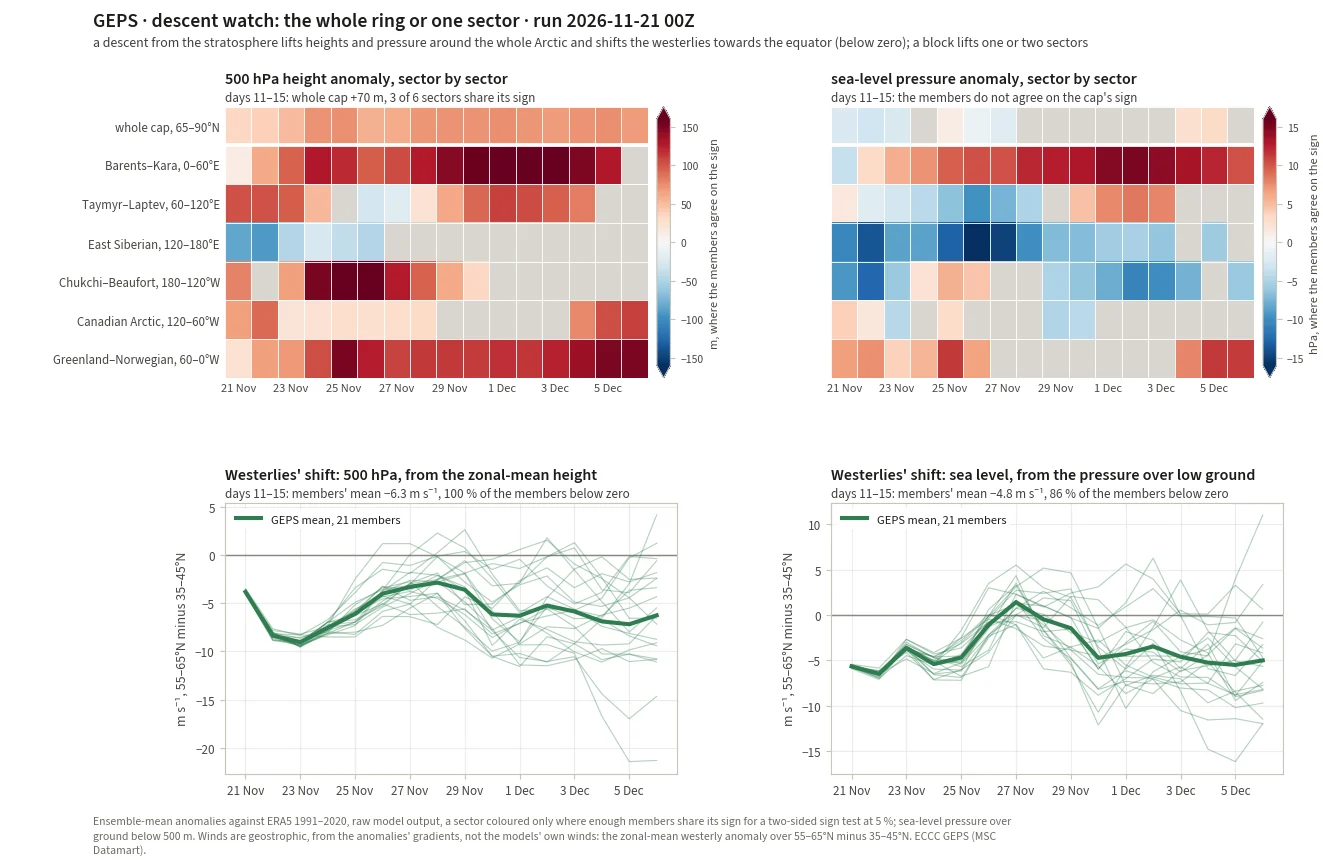 GEPS · descent watch: the whole ring or one sector · run 2026-11-21 00Z
a descent from the stratosphere lifts heights and pressure around the whole Arctic and shifts the westerlies towards the equator (below zero); a block lifts one or two sectors
500 hPa height anomaly, sector by sector
days 11–15: whole cap +70 m, 3 of 6 sectors share its sign
whole cap, 65–90°N
Barents–Kara, 0–60°E
Taymyr–Laptev, 60–120°E
East Siberian, 120–180°E
Chukchi–Beaufort, 180–120°W
Canadian Arctic, 120–60°W
Greenland–Norwegian, 60–0°W
21 Nov 23 Nov 25 Nov 27 Nov 29 Nov 1 Dec 3 Dec 5 Dec
150
100
50
0
−50
−100
−150
m, where the members agree on the sign
sea-level pressure anomaly, sector by sector
days 11–15: the members do not agree on the cap's sign
21 Nov 23 Nov 25 Nov 27 Nov 29 Nov 1 Dec 3 Dec 5 Dec
15
10
5
0
−5
−10
−15
hPa, where the members agree on the sign
Westerlies' shift: 500 hPa, from the zonal-mean height
days 11–15: members' mean −6.3 m s⁻¹, 100 % of the members below zero
GEPS mean, 21 members
m s⁻¹, 55–65°N minus 35–45°N
5
0
−5
−10
−15
−20
21 Nov 23 Nov 25 Nov 27 Nov 29 Nov 1 Dec 3 Dec 5 Dec
Westerlies' shift: sea level, from the pressure over low ground
days 11–15: members' mean −4.8 m s⁻¹, 86 % of the members below zero
GEPS mean, 21 members
m s⁻¹, 55–65°N minus 35–45°N
10
5
0
−5
−10
−15
21 Nov 23 Nov 25 Nov 27 Nov 29 Nov 1 Dec 3 Dec 5 Dec
Ensemble-mean anomalies against ERA5 1991–2020, raw model output, a sector coloured only where enough members share its sign for a two-sided sign test at 5 %; sea-level pressure over
ground below 500 m. Winds are geostrophic, from the anomalies' gradients, not the models' own winds: the zonal-mean westerly anomaly over 55–65°N minus 35–45°N. ECCC GEPS (MSC
Datamart).